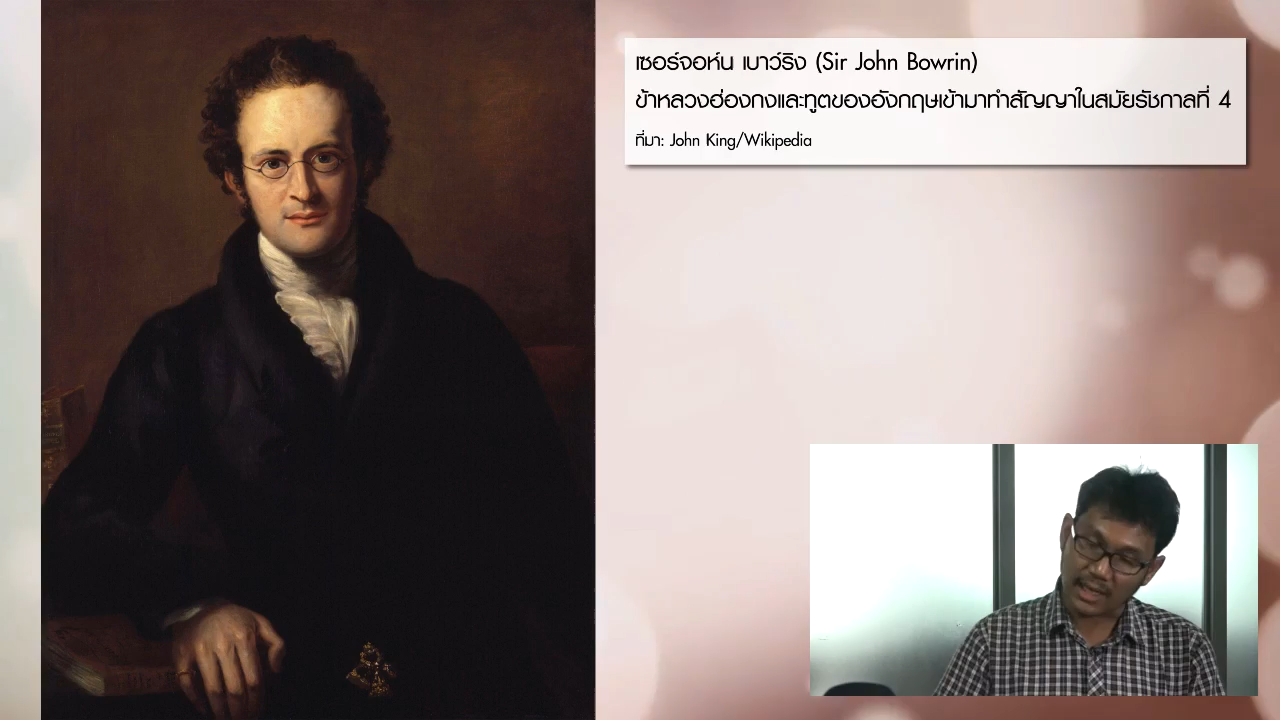 เซอร์จอห์น เบาว์ริง (Sir John Bowrin)
ข้าหลวงฮ่องกงและทูตของอังกฤษเข้ามาทำสัญญาในสมัยรัชกาลที่ 4
ที่มา: John King/Wikipedia